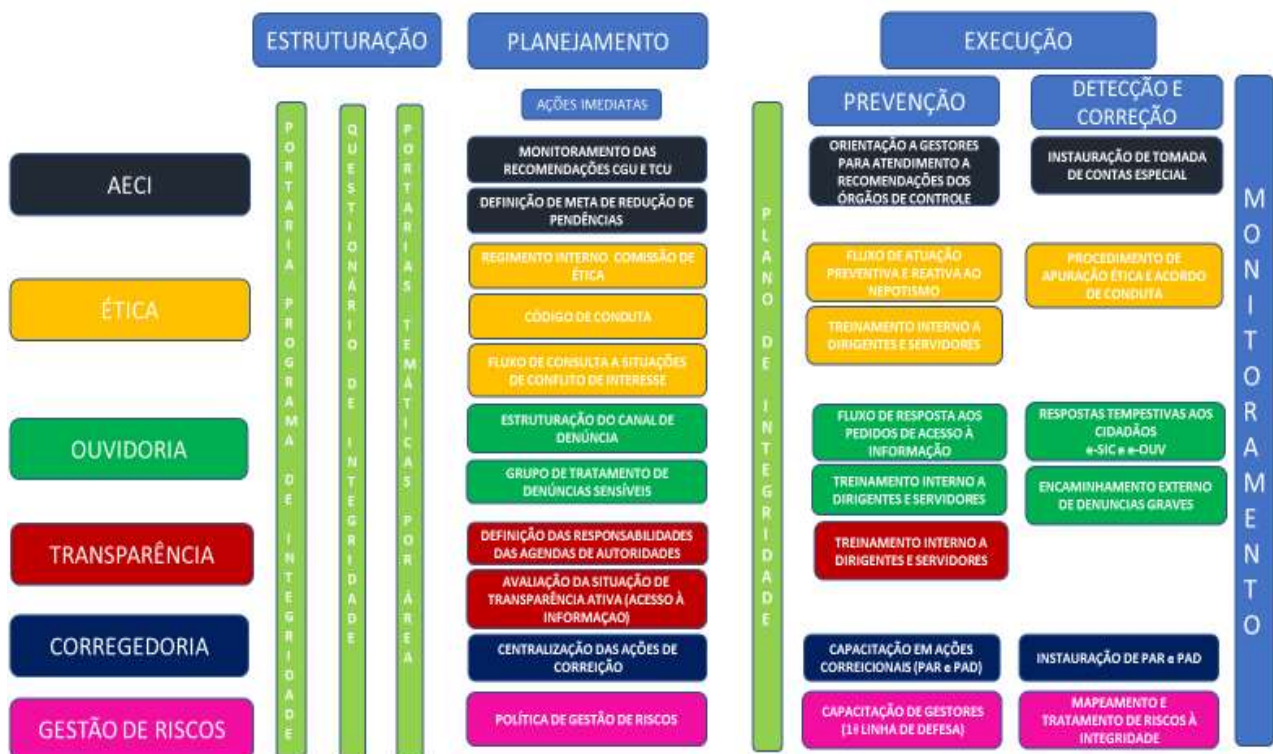 ESTRUTURAÇÃO
PLANEJAMENTO
EXECUÇÃO
AÇÕES IMEDIATAS
PREVENÇÃO
DETECÇÃO E
CORREÇÃO
PORTARIA PROGRAMA DE INTEGRIDADE
QUESTIONÁRIO DE INTEGRIDADE
PORTARIAS TEMÁTICAS POR ÁREA
PLANO DE INTEGRIDADE
MONITORAMENTO
AECI
MONITORAMENTO DAS
RECOMENDAÇÕES CGU E TCU
DEFINIÇÃO DE META DE REDUÇÃO DE
PENDÊNCIAS
ORIENTAÇÃO A GESTORES
PARA ATENDIMENTO A
RECOMENDAÇÕES DOS
ÓRGÃOS DE CONTROLE
INSTAURAÇÃO DE TOMADA
DE CONTAS ESPECIAL
ÉTICA
REGIMENTO INTERNO COMISSÃO DE
ÉTICA
CÓDIGO DE CONDUTA
FLUXO DE CONSULTA A SITUAÇÕES
DE CONFLITO DE INTERESSE
FLUXO DE ATUAÇÃO
PREVENTIVA E REATIVA AO
NEPOTISMO
TREINAMENTO INTERNO A
DIRIGENTES E SERVIDORES
PROCEDIMENTO DE
APURAÇÃO ÉTICA E ACORDO
DE CONDUTA
OUVIDORIA
ESTRUTURAÇÃO DO CANAL DE
DENÚNCIA
GRUPO DE TRATAMENTO DE
DENÚNCIAS SENSÍVEIS
FLUXO DE RESPOSTA AOS
PEDIDOS DE ACESSO À
INFORMAÇÃO
TREINAMENTO INTERNO A
DIRIGENTES E SERVIDORES
RESPOSTAS TEMPESTIVAS AOS
CIDADÃOS
e-SIC e e-OUV
ENCAMINHAMENTO EXTERNO
DE DENUNCIAS GRAVES
TRANSPARÊNCIA
DEFINIÇÃO DAS RESPONSABILIDADES
DAS AGENDAS DE AUTORIDADES
AVALIAÇÃO DA SITUAÇÃO DE
TRANSPARÊNCIA ATIVA (ACESSO À
INFORMAÇAO)
TREINAMENTO INTERNO A
DIRIGENTES E SERVIDORES
CORREGEDORIA
CENTRALIZAÇÃO DAS AÇÕES DE
CORREIÇÃO
CAPACITAÇÃO EM AÇÕES
CORREICIONAIS (PAR e PAD)
INSTAURAÇÃO DE PAR e PAD
GESTÃO DE RISCOS
POLÍTICA DE GESTÃO DE RISCOS
CAPACITAÇÃO DE GESTORES
(1ª LINHA DE DEFESA)
MAPEAMENTO E
TRATAMENTO DE RISCOS À
INTEGRIDADE